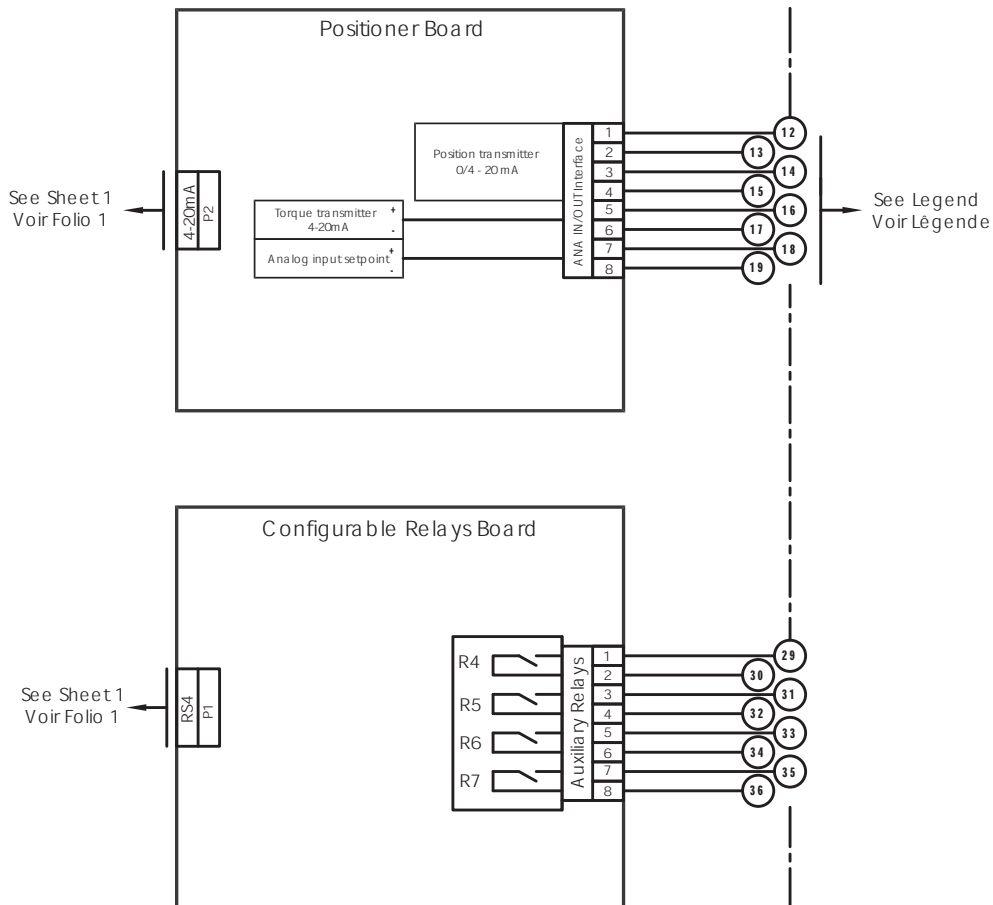 Positioner Board
See Sheet 1
Voir Folio 1
4-20mA
P2
Position transmitter
0/4 - 20 mA
Torque transmitter
4-20mA
+
-
Analog input setpoint
+
-
ANA IN/OUT Interface
1
2
3
4
5
6
7
8
12
13
14
15
16
17
18
19
See Legend
Voir Lêgende
Configurable Relays Board
See Sheet 1
Voir Folio 1
RS4
P1
R4
R5
R6
R7
Auxiliary Relays
1
2
3
4
5
6
7
8
29
30
31
32
33
34
35
36